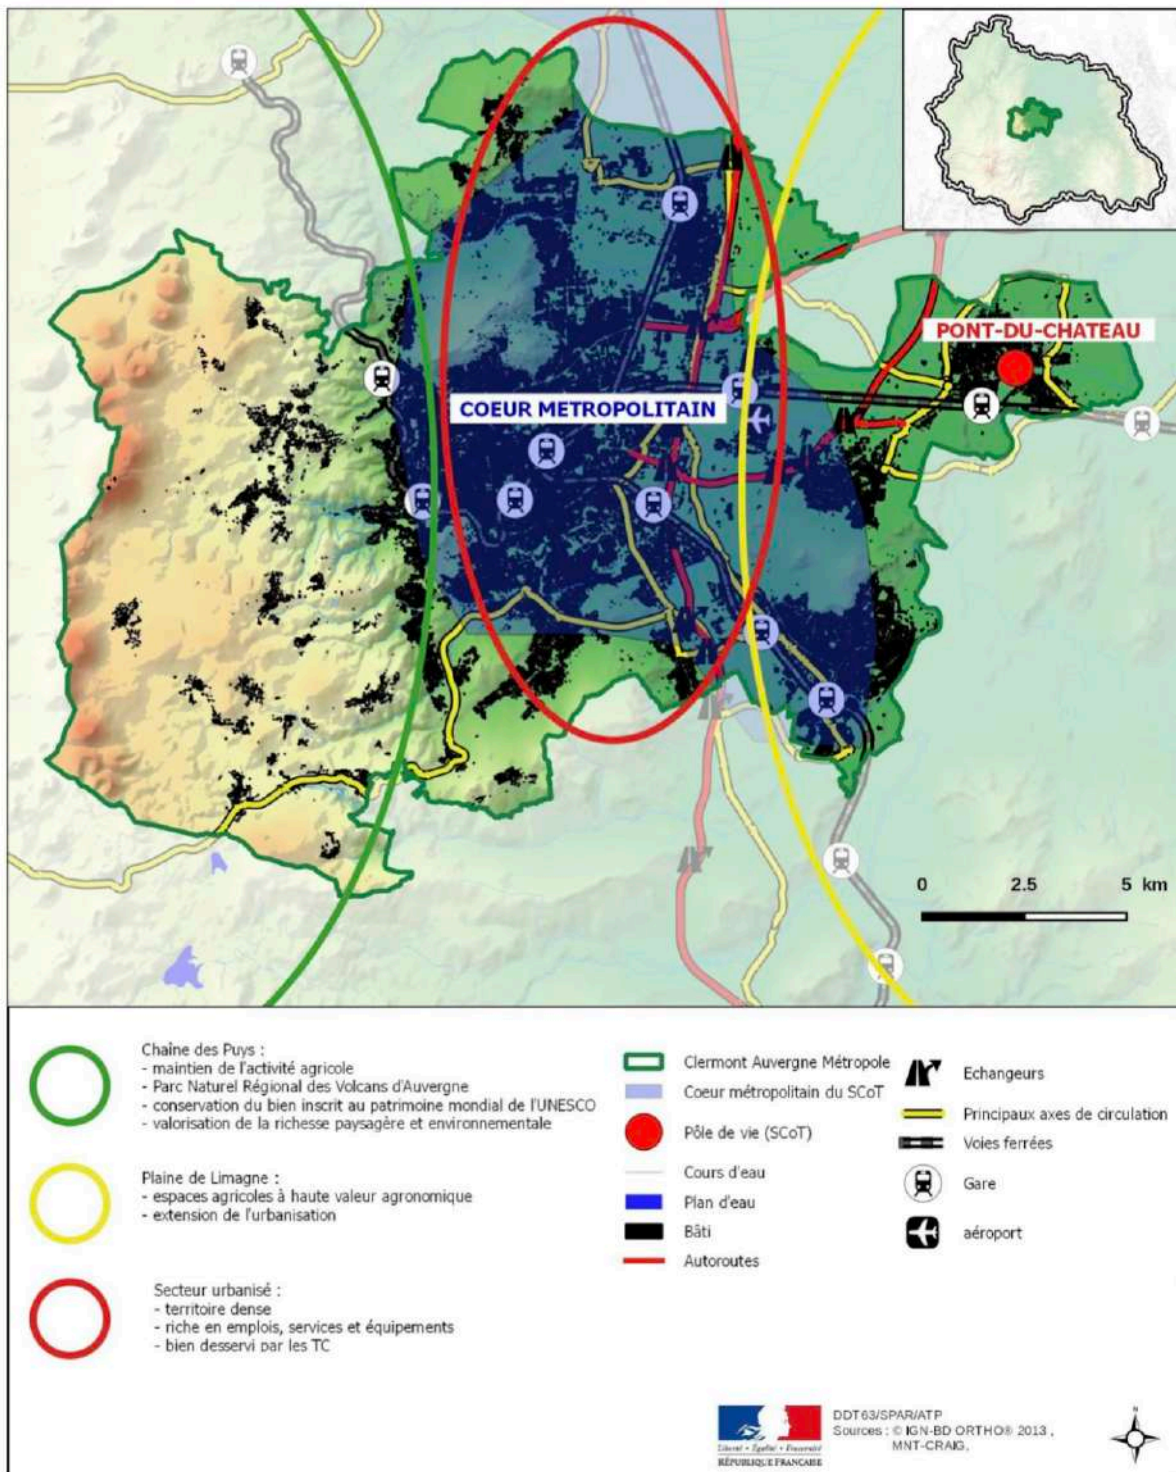 PONT-DU-CHATEAU
COEUR METROPOLITAIN
0 2.5 5 km
Chaîne des Puys :
- maintien de l'activité agricole
- Parc Naturel Régional des Volcans d'Auvergne
- conservation du bien inscrit au patrimoine mondial de l'UNESCO
- valorisation de la richesse paysagère et environnementale
Plaine de Limagne :
- espaces agricoles à haute valeur agronomique
- extension de l'urbanisation
Secteur urbanisé :
- territoire dense
- riche en emplois, services et équipements
- bien desservi par les TC
Clermont Auvergne Métropole
Coeur métropolitain du SCoT
Pôle de vie (SCoT)
Cours d'eau
Plan d'eau
Bâti
Autoroutes
Echangeurs
Principaux axes de circulation
Voies ferrées
Gare
aéroport
Liberté • Égalité • Fraternité
RÉPUBLIQUE FRANÇAISE
DDT63/SPAR/ATP
Sources : © IGN-BD ORTHO® 2013 ,
MNT-CRAIG,
N